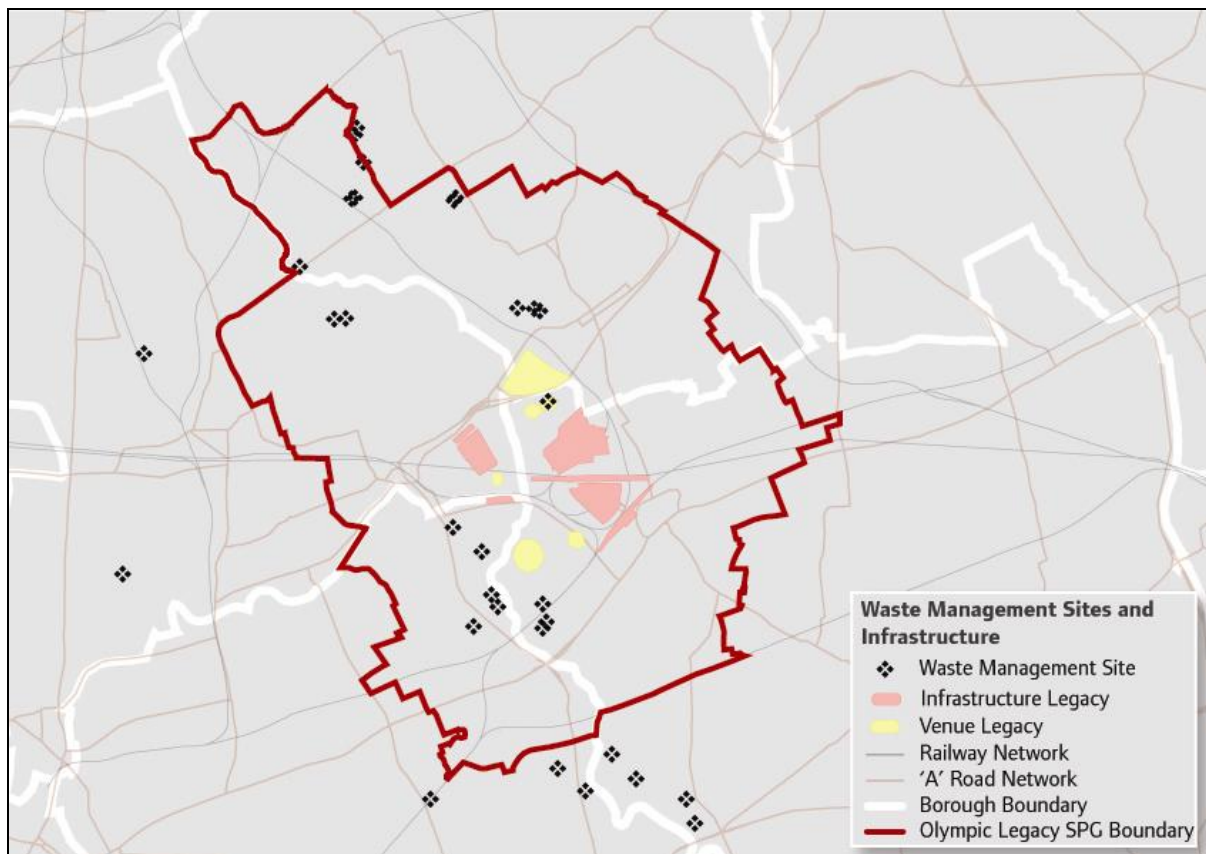 Waste Management Sites and
Infrastructure
Waste Management Site
Infrastructure Legacy
Venue Legacy
Railway Network
‘A’ Road Network
Borough Boundary
Olympic Legacy SPG Boundary